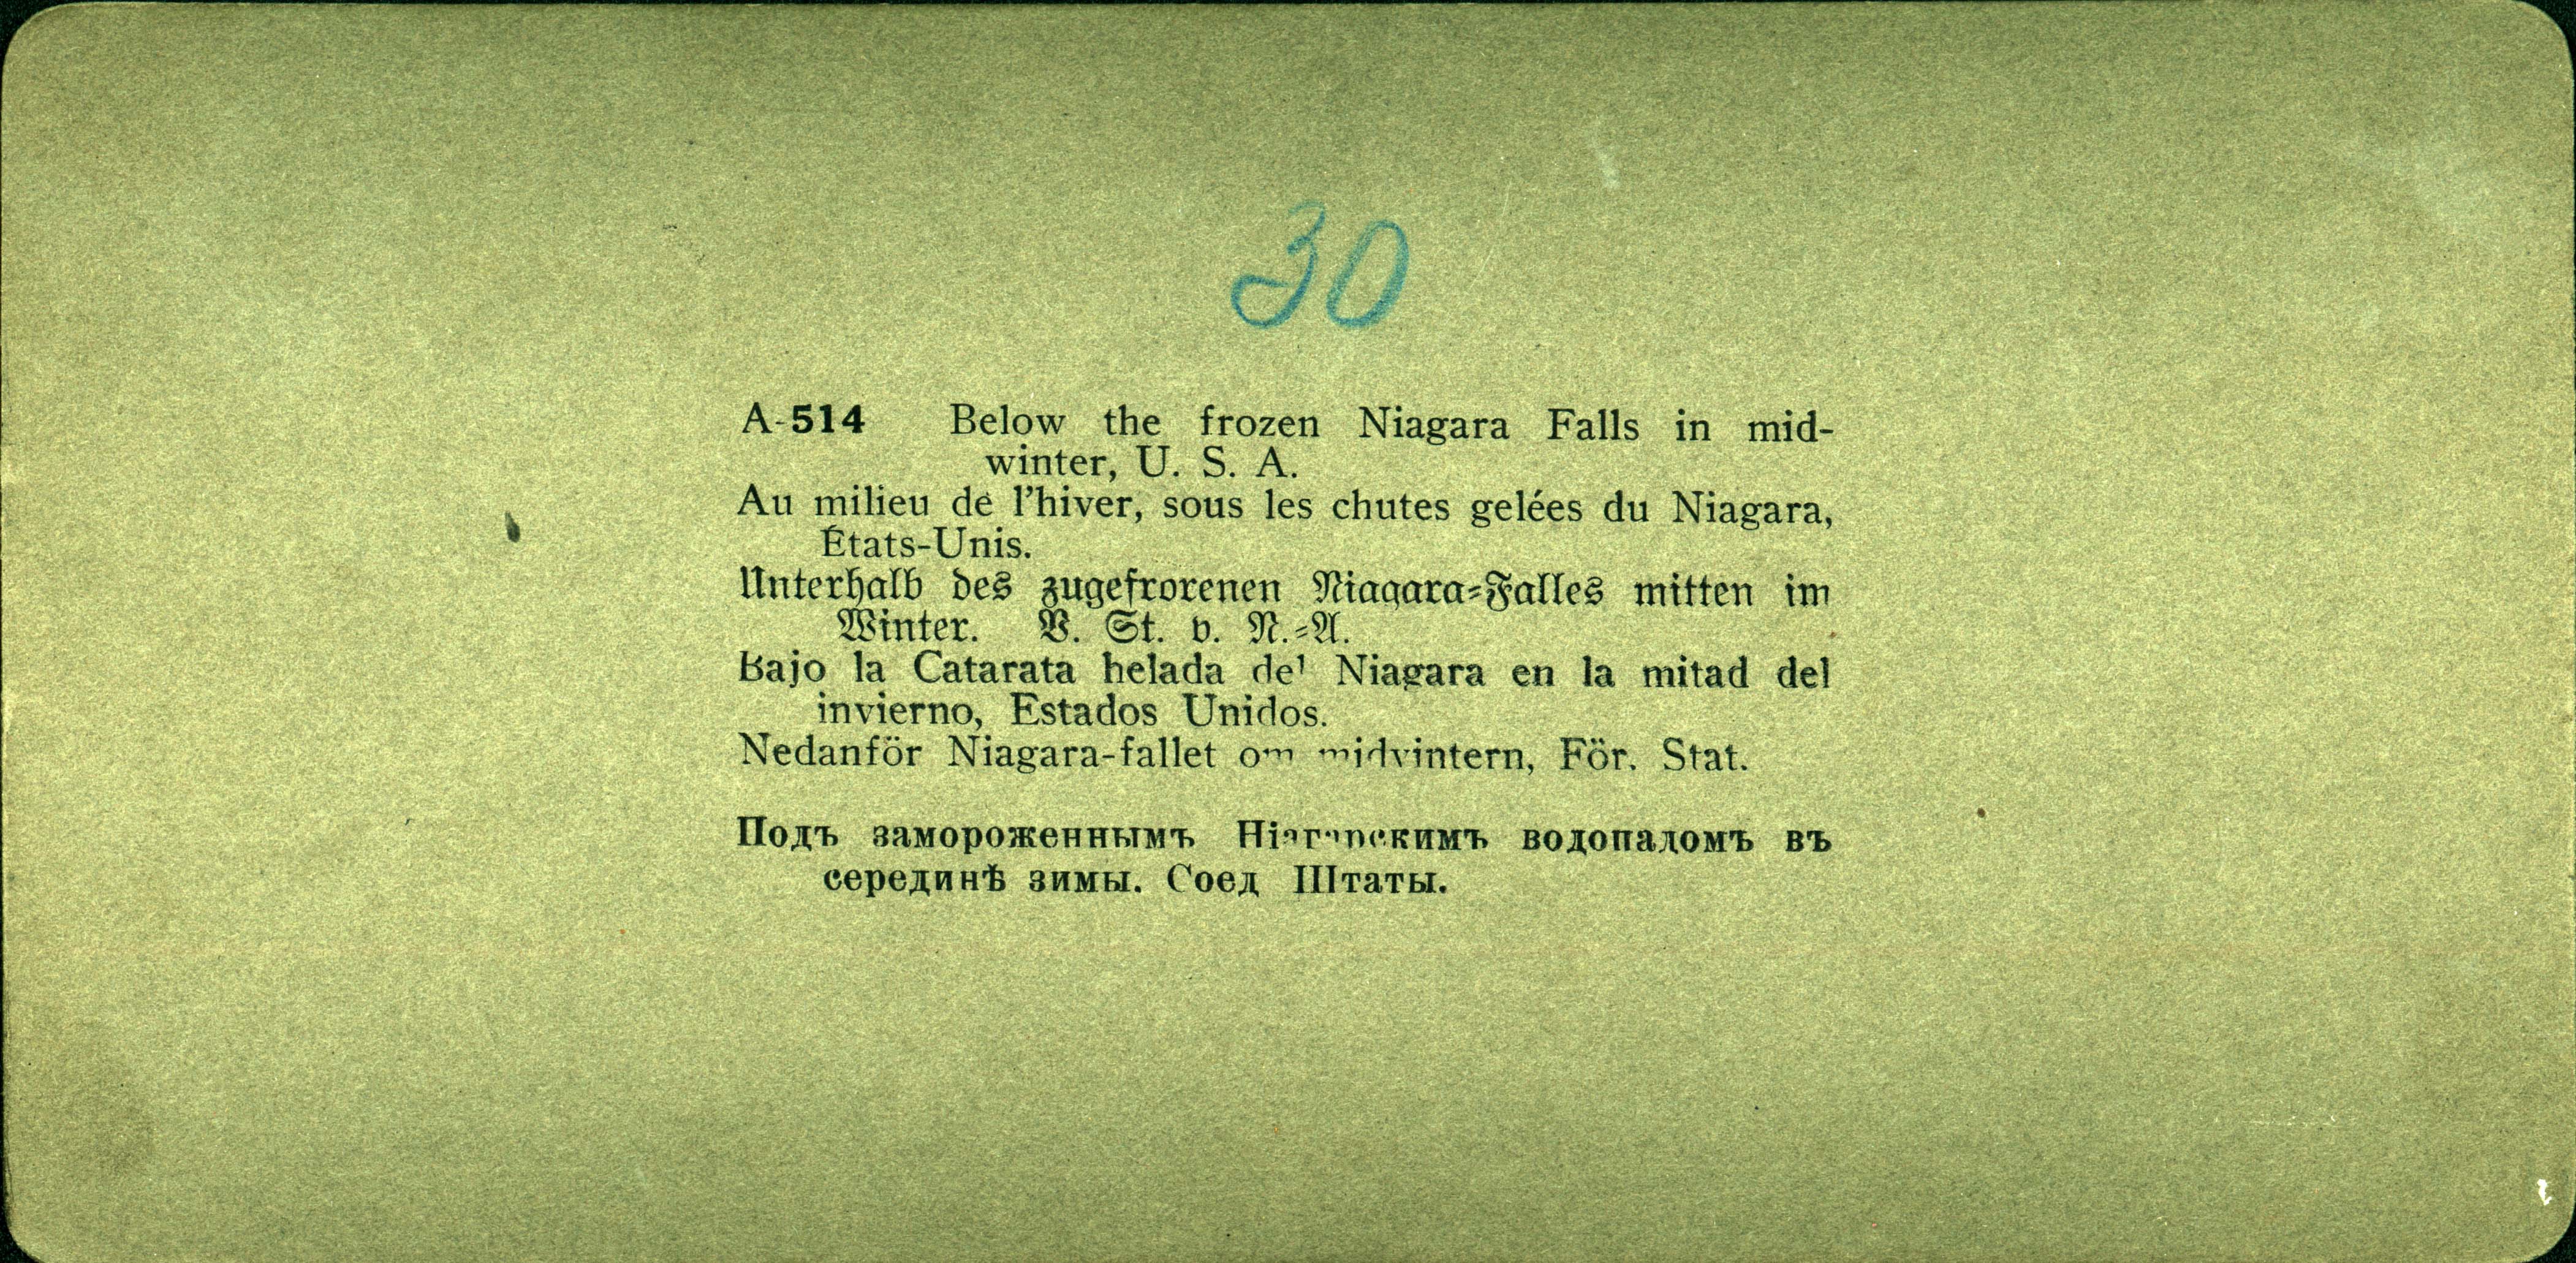 30
A-514 Below the frozen Niagara Falls in mid-
winter, U. S. A.
Au milieu de l'hiver, sous les chutes gelées du Niagara,
États-Unis.
Unterhalb des zugefrorenen Niagara-Falles mitten im
Winter. V. St. v. N.-A.
Bajo la Catarata helada del Niagara en la mitad del
invierno, Estados Unidos.
Nedanför Niagara-fallet om midvintern, För. Stat.
Подъ замороженнымъ Ніагарскимъ водопадомъ въ
серединѣ зимы. Соед Штаты.